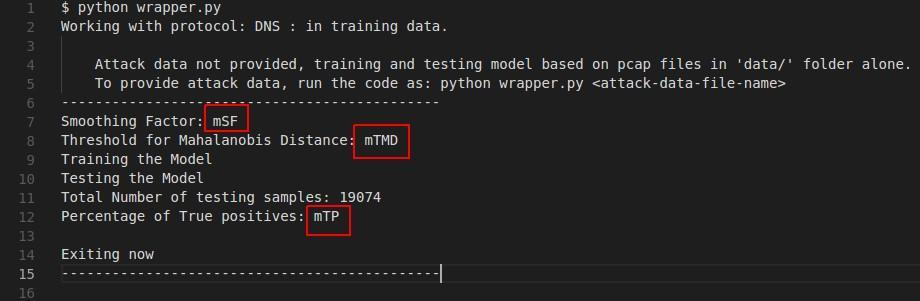 1 $ python wrapper.py
2 Working with protocol: DNS : in training data.
3
4 Attack data not provided, training and testing model based on pcap files in 'data/' folder alone.
5 To provide attack data, run the code as: python wrapper.py <attack-data-file-name>
6 ---------------------------------------------
7 Smoothing Factor: mSF
8 Threshold for Mahalanobis Distance: mTMD
9 Training the Model
10 Testing the Model
11 Total Number of testing samples: 19074
12 Percentage of True positives: mTP
13
14 Exiting now
15 ---------------------------------------------
16